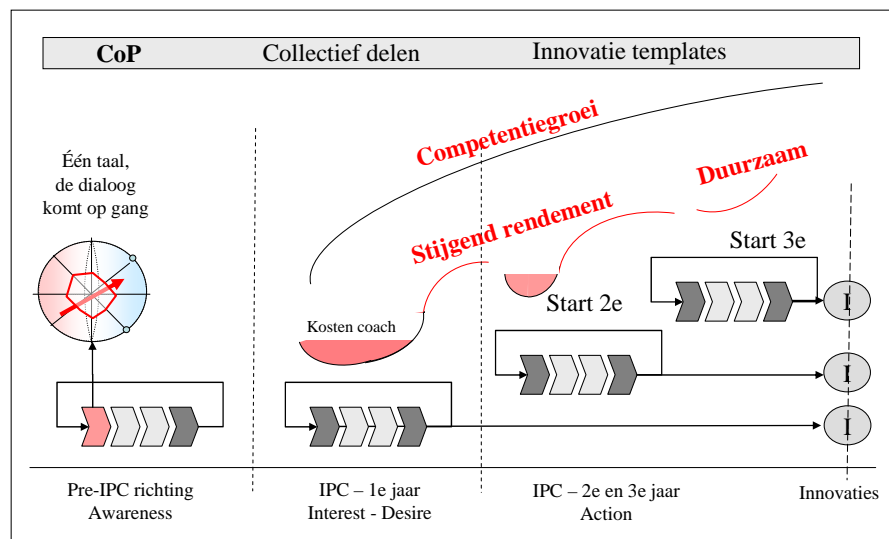 CoP
Collectief delen
Innovatie templates
Één taal,
de dialoog
komt op gang
Competentiegroei
Stijgend rendement
Duurzaam
Start 3e
Start 2e
Kosten coach
I
I
I
Pre-IPC richting
Awareness
IPC – 1e jaar
Interest - Desire
IPC – 2e en 3e jaar
Action
Innovaties